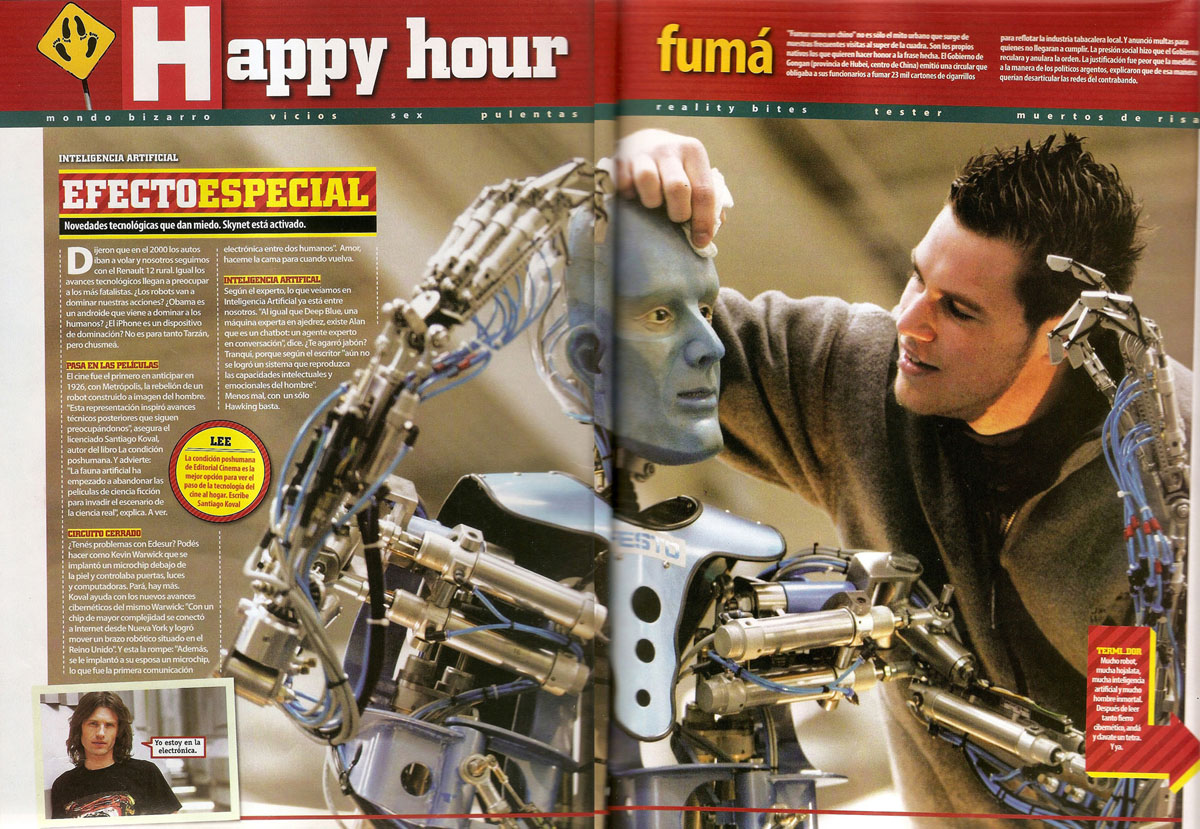 Happy hour
fumá
"Fumar como un chino" no es sólo el mito urbano que surge de
nuestras frecuentes visitas al super de la cuadra. Son los propios
nativos los que quieren hacer honor a la frase hecha. El Gobierno de
Gongan (provincia de Hubei, centro de China) emitió una circular que
obligaba a sus funcionarios a fumar 23 mil cartones de cigarrillos
para reflotar la industria tabacalera local. Y anunció multas para
quienes no llegaran a cumplir. La presión social hizo que el Gobierno
reculara y anulara la orden. La justificación fue peor que la medida:
a la manera de los políticos argentos, explicaron que de esa manera
querían desarticular las redes del contrabando.
mondo bizarro vicios sex pulentas
reality bites tester muertos de risa
INTELIGENCIA ARTIFICIAL
EFECTOESPECIAL
Novedades tecnológicas que dan miedo. Skynet está activado.
Dijeron que en el 2000 los autos
iban a volar y nosotros seguimos
con el Renault 12 rural. Igual los
avances tecnológicos llegan a preocupar
a los más fatalistas. ¿Los robots van a
dominar nuestras acciones? ¿Obama es
un androide que viene a dominar a los
humanos? ¿El iPhone es un dispositivo
de dominación? No es para tanto Tarzán,
pero chusmeá.
PASA EN LAS PELÍCULAS
El cine fue el primero en anticipar en
1926, con Metrópolis, la rebelión de un
robot construido a imagen del hombre.
"Esta representación inspiró avances
técnicos posteriores que siguen
preocupándonos", asegura el
licenciado Santiago Koval,
autor del libro La condición
poshumana. Y advierte:
"La fauna artificial ha
empezado a abandonar las
películas de ciencia ficción
para invadir el escenario de
la ciencia real", explica. A ver.
CIRCUITO CERRADO
¿Tenés problemas con Edesur? Podés
hacer como Kevin Warwick que se
implantó un microchip debajo de
la piel y controlaba puertas, luces
y computadoras. Pará, hay más.
Koval ayuda con los nuevos avances
cibernéticos del mismo Warwick: "Con un
chip de mayor complejidad se conectó
a Internet desde Nueva York y logró
mover un brazo robótico situado en el
Reino Unido". Y esta la rompe: "Además,
se le implantó a su esposa un microchip,
lo que fue la primera comunicación
electrónica entre dos humanos". Amor,
haceme la cama para cuando vuelva.
INTELIGENCIA ARTIFICAL
Según el experto, lo que veíamos en
Inteligencia Artificial ya está entre
nosotros. "Al igual que Deep Blue, una
máquina experta en ajedrez, existe Alan
que es un chatbot: un agente experto
en conversación", dice. ¿Te agarró jabón?
Tranqui, porque según el escritor "aún no
se logró un sistema que reproduzca
las capacidades intelectuales y
emocionales del hombre".
Menos mal, con un sólo
Hawking basta.
LEE
La condición poshumana
de Editorial Cinema es la
mejor opción para ver el
paso de la tecnología del
cine al hogar. Escribe
Santiago Koval
Yo estoy en la
electrónica.
FESTO
TERMI_DOR
Mucho robot,
mucha hojalata,
mucha inteligencia
artificial y mucho
hombre inmortal.
Después de leer
tanto fierro
cibernético, andá
y clavate un tetra.
Y ya.